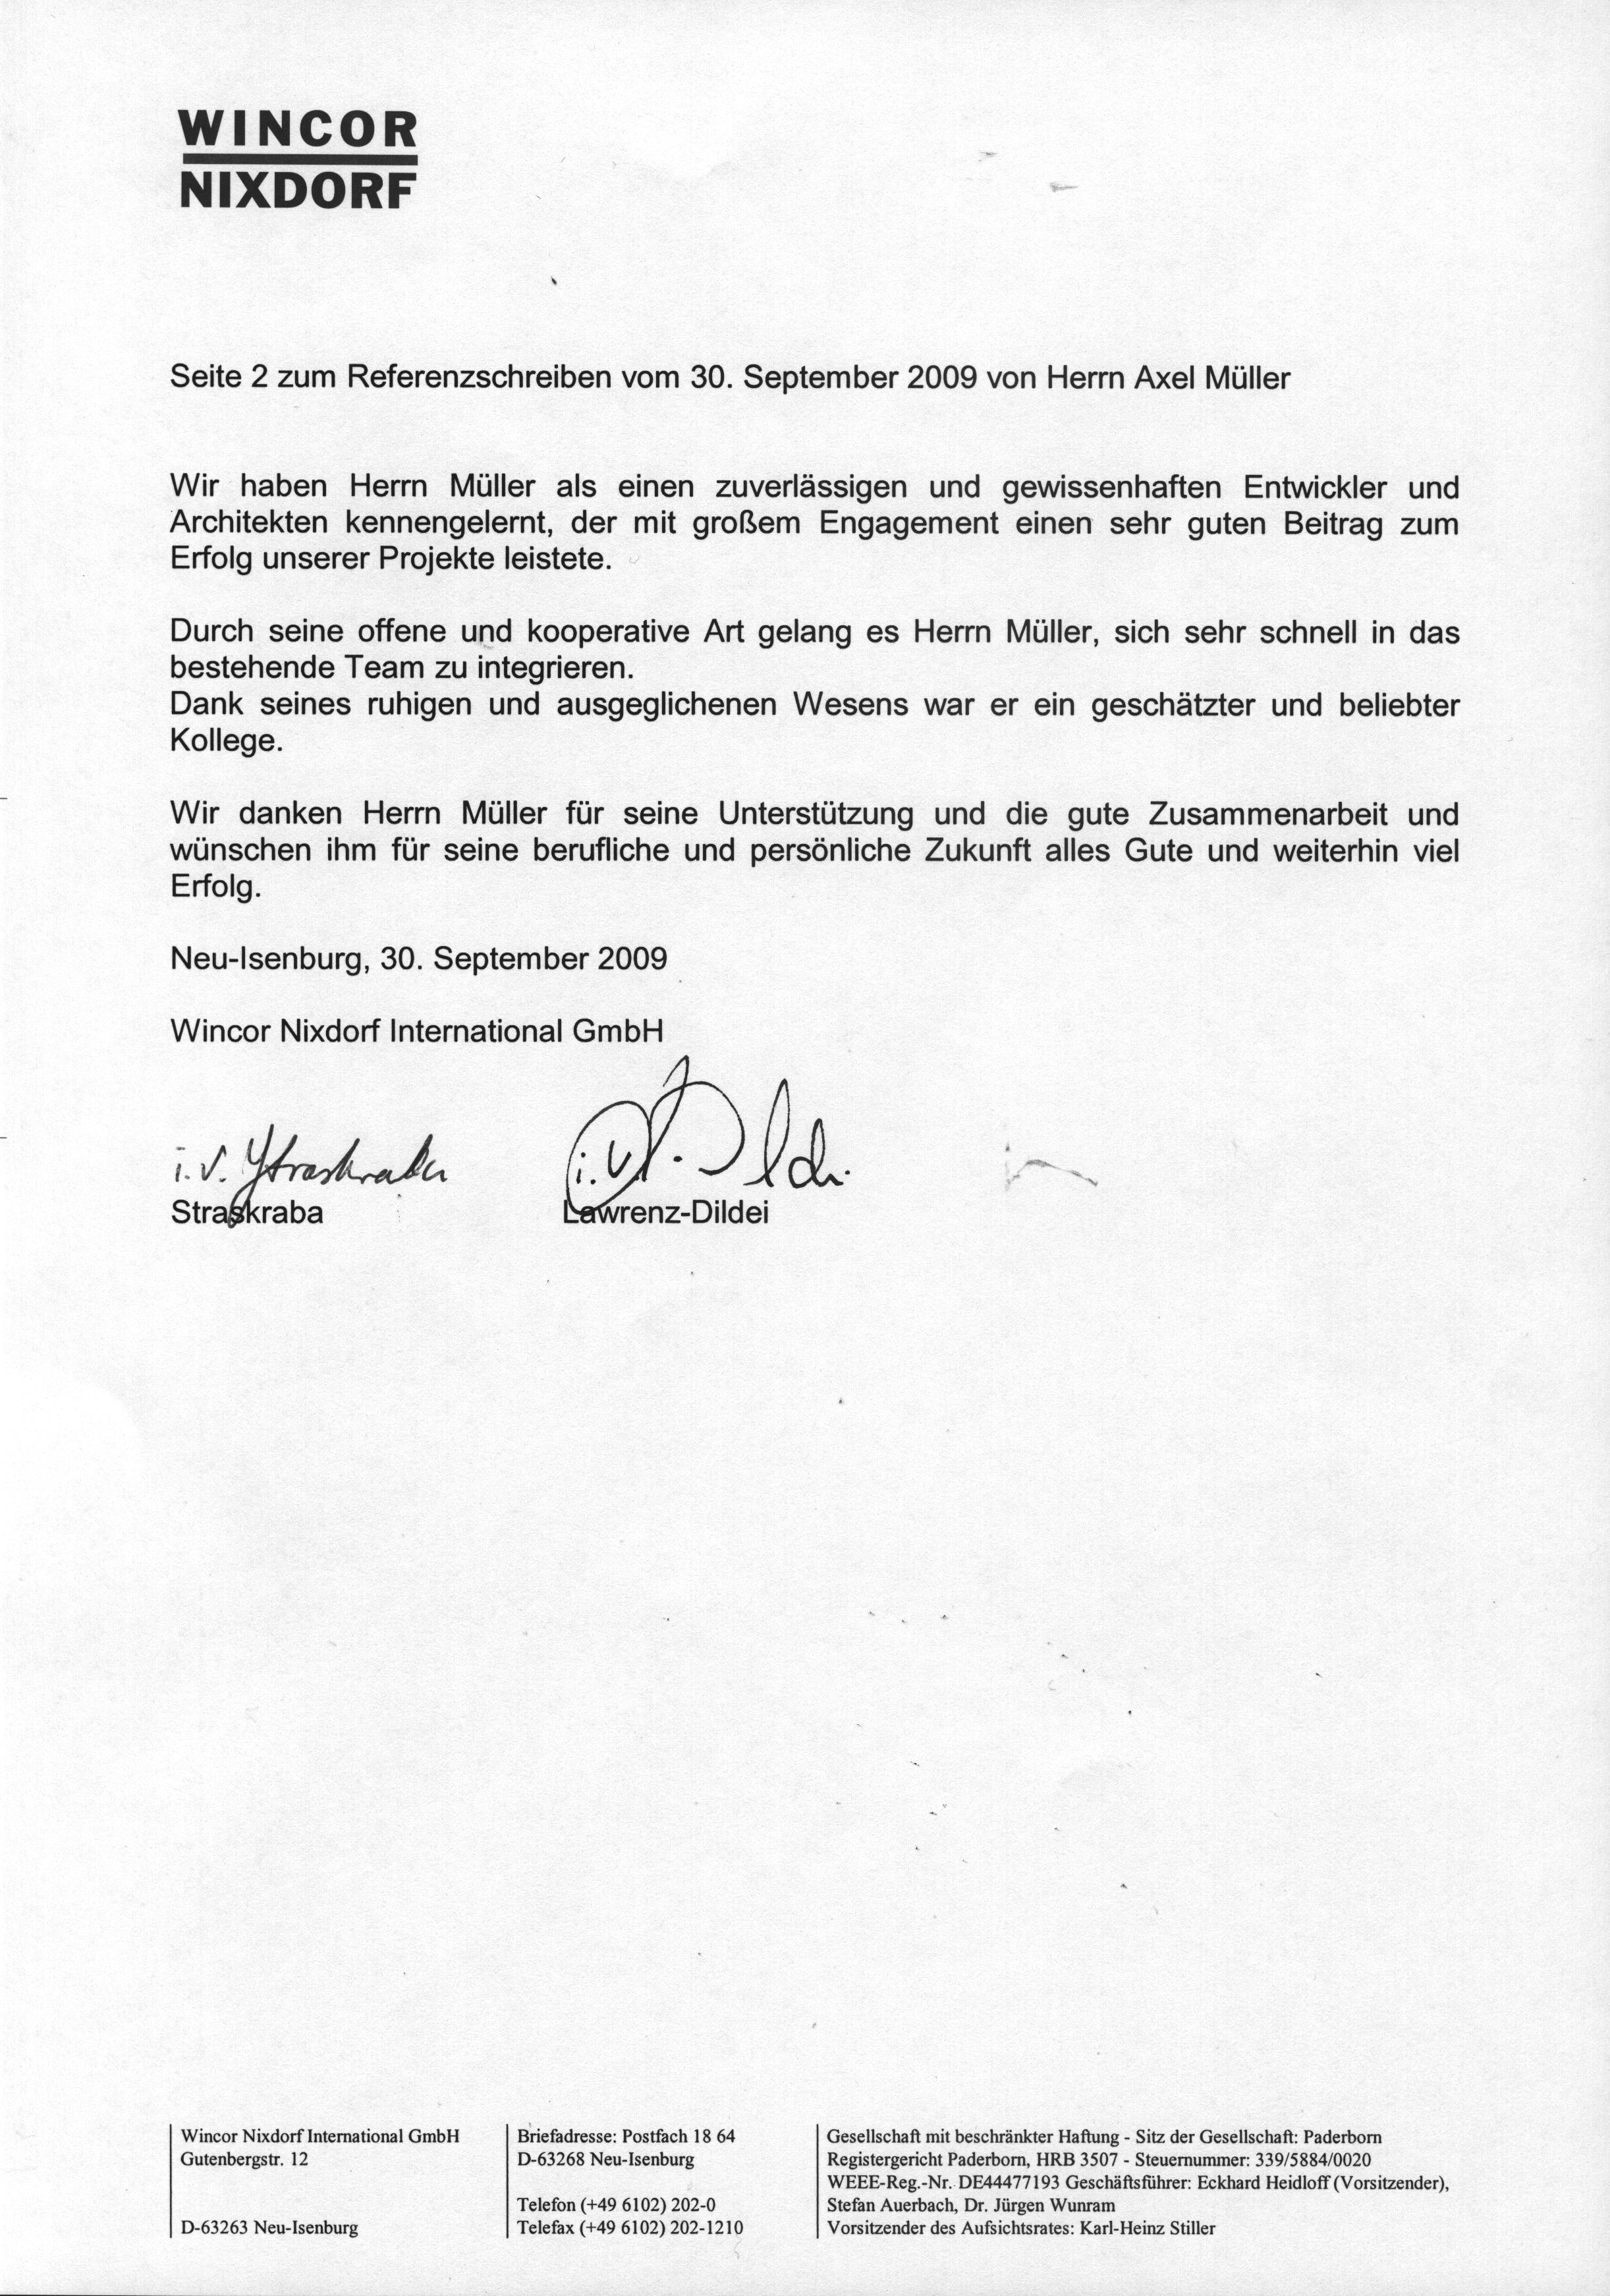 WINCOR
NIXDORF
Seite 2 zum Referenzschreiben vom 30. September 2009 von Herrn Axel Müller
Wir haben Herrn Müller als einen zuverlässigen und gewissenhaften Entwickler und
Architekten kennengelernt, der mit großem Engagement einen sehr guten Beitrag zum
Erfolg unserer Projekte leistete.
Durch seine offene und kooperative Art gelang es Herrn Müller, sich sehr schnell in das
bestehende Team zu integrieren.
Dank seines ruhigen und ausgeglichenen Wesens war er ein geschätzter und beliebter
Kollege.
Wir danken Herrn Müller für seine Unterstützung und die gute Zusammenarbeit und
wünschen ihm für seine berufliche und persönliche Zukunft alles Gute und weiterhin viel
Erfolg.
Neu-Isenburg, 30. September 2009
Wincor Nixdorf International GmbH
i.V. Straskraba i.V.
Straskraba Lawrenz-Dildei
Wincor Nixdorf International GmbH
Gutenbergstr. 12
D-63263 Neu-Isenburg
Briefadresse: Postfach 18 64
D-63268 Neu-Isenburg
Telefon (+49 6102) 202-0
Telefax (+49 6102) 202-1210
Gesellschaft mit beschränkter Haftung - Sitz der Gesellschaft: Paderborn
Registergericht Paderborn, HRB 3507 - Steuernummer: 339/5884/0020
WEEE-Reg.-Nr. DE44477193 Geschäftsführer: Eckhard Heidloff (Vorsitzender),
Stefan Auerbach, Dr. Jürgen Wunram
Vorsitzender des Aufsichtsrates: Karl-Heinz Stiller